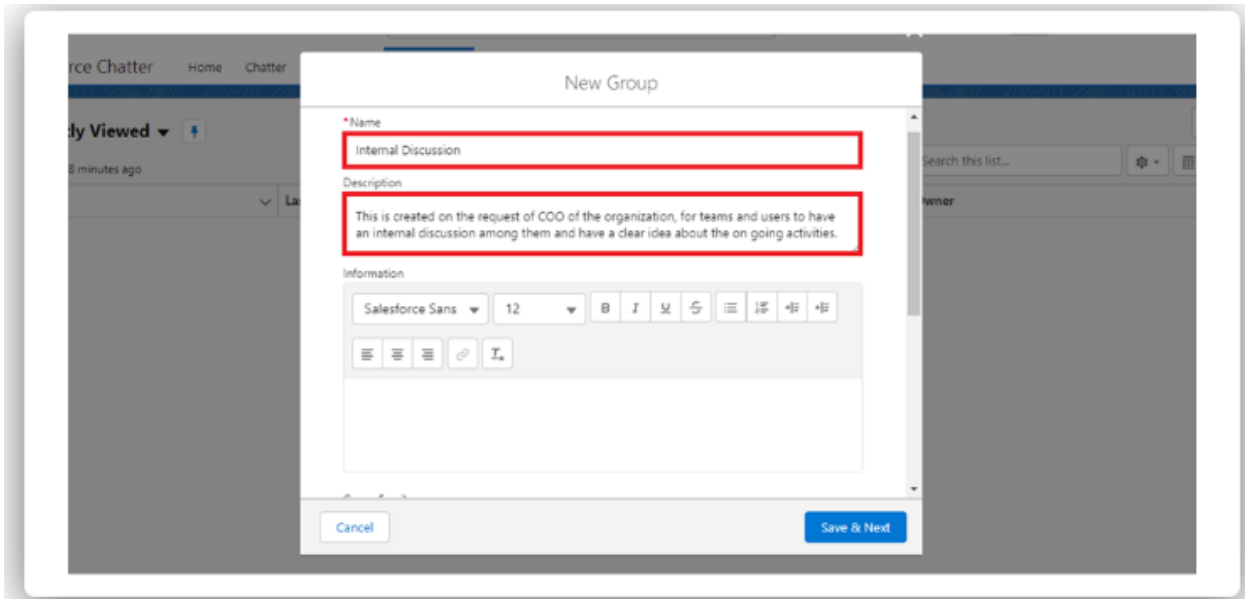 rce Chatter Home Chatter
New Group
ly Viewed
8 minutes ago
Search this list...
La
wner
*Name
Internal Discussion
Description
This is created on the request of COO of the organization, for teams and users to have
an internal discussion among them and have a clear idea about the on going activities.
Information
Salesforce Sans 12 B I U S
Cancel Save & Next